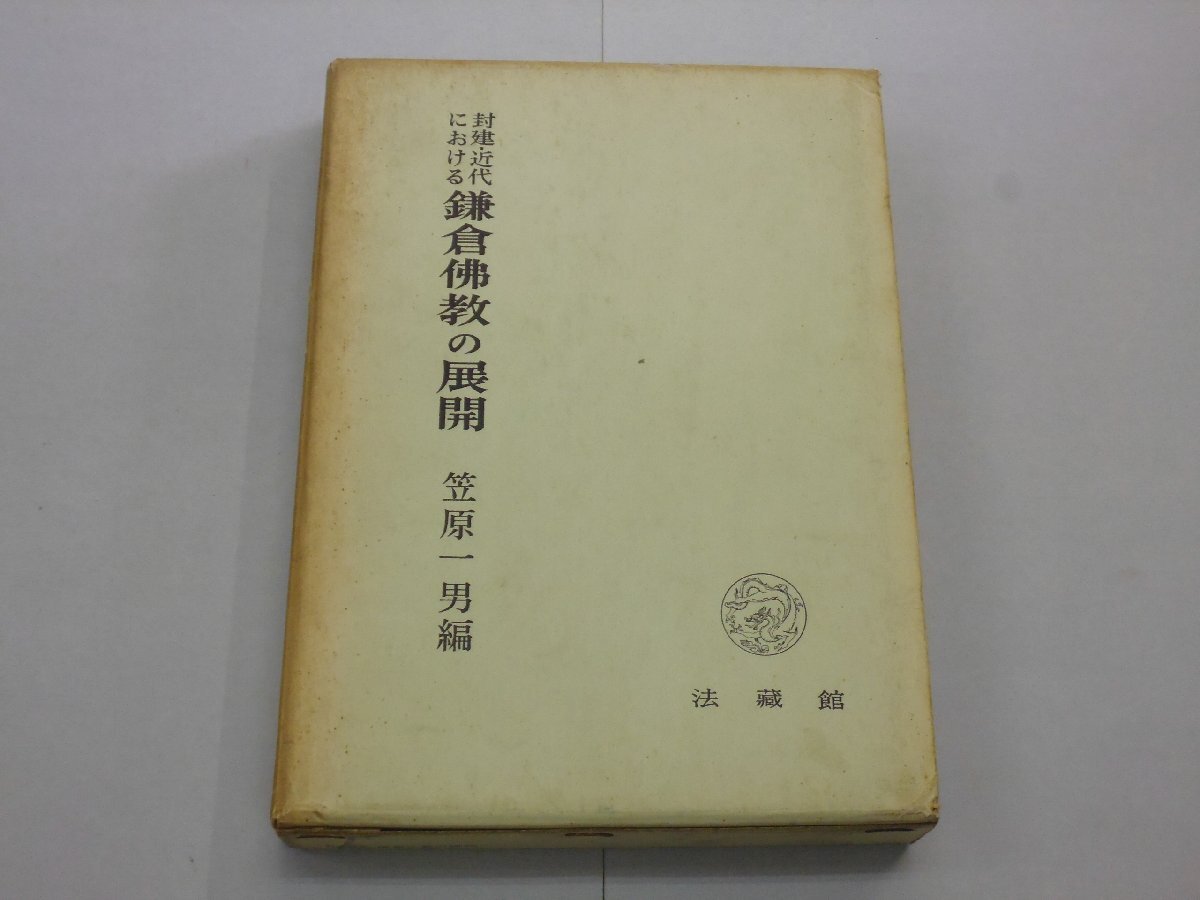 封建・近代
における
鎌倉佛教の展開
笠原一男編
法藏館